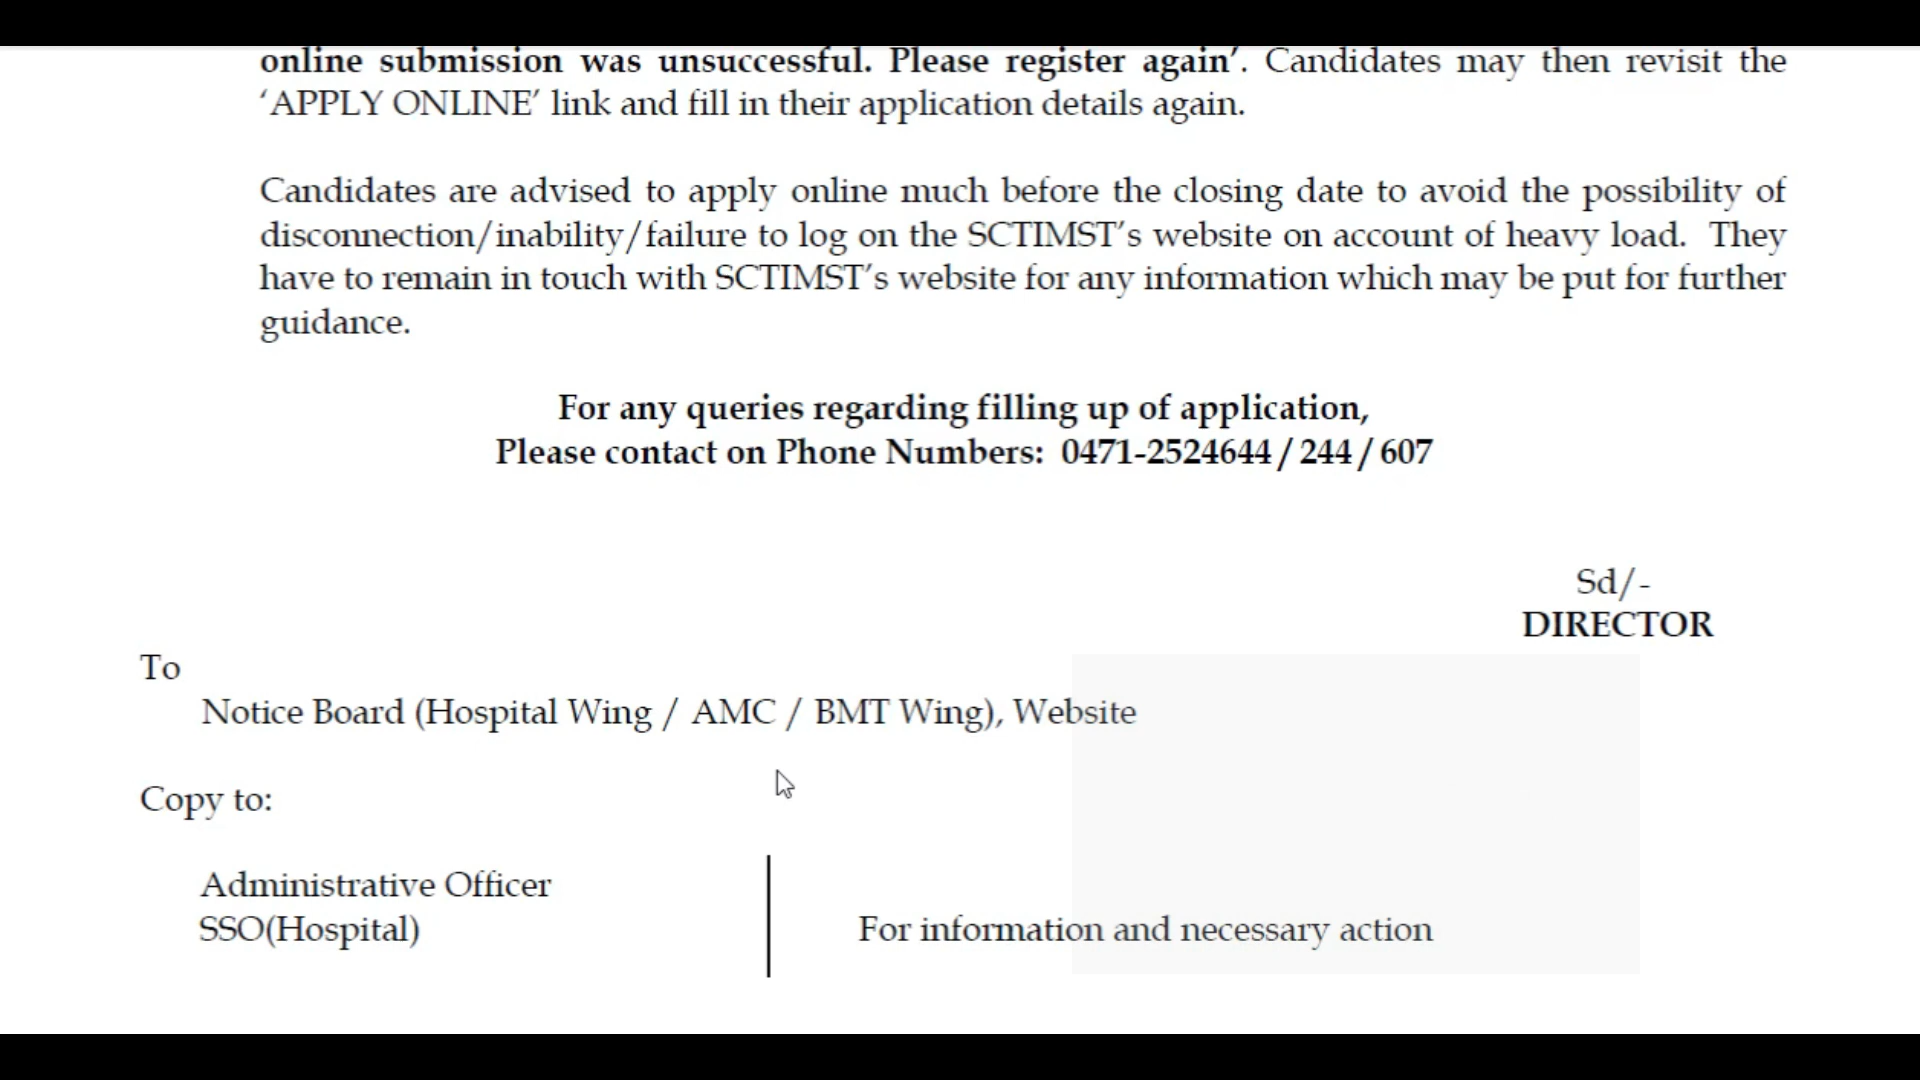 online submission was unsuccessful. Please register again’. Candidates may then revisit the
‘APPLY ONLINE’ link and fill in their application details again.
Candidates are advised to apply online much before the closing date to avoid the possibility of
disconnection/inability/failure to log on the SCTIMST’s website on account of heavy load. They
have to remain in touch with SCTIMST’s website for any information which may be put for further
guidance.
For any queries regarding filling up of application,
Please contact on Phone Numbers: 0471-2524644 / 244 / 607
Sd/-
DIRECTOR
To
Notice Board (Hospital Wing / AMC / BMT Wing), Website
Copy to:
Administrative Officer
SSO(Hospital)
For information and necessary action